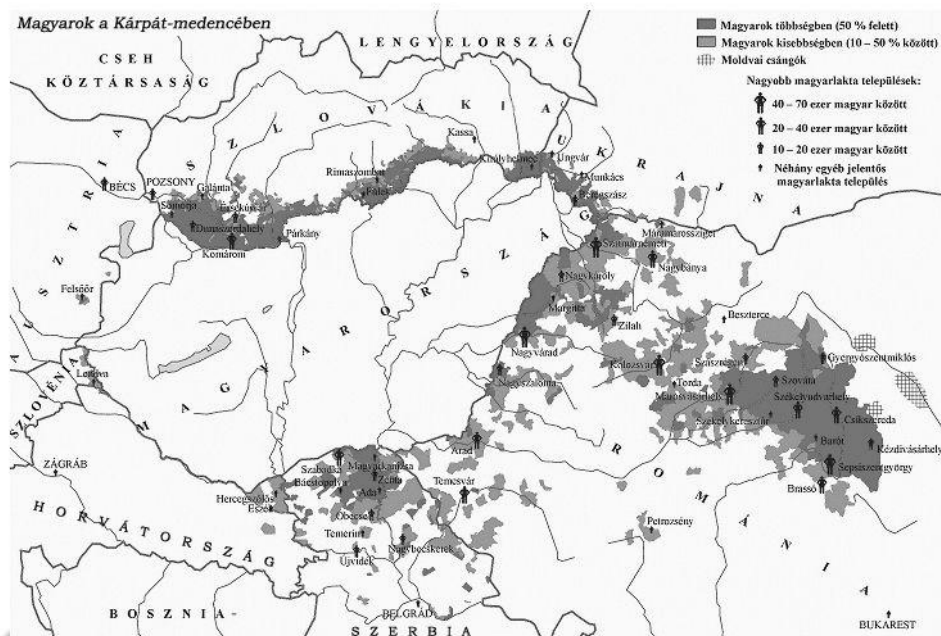 Magyarok a Kárpát-medencében
Magyarok többségben (50 % felett)
Magyarok kisebbségben (10 – 50 % között)
Moldvai csángók
Nagyobb magyarlakta települések:
40 – 70 ezer magyar között
20 – 40 ezer magyar között
10 – 20 ezer magyar között
Néhány egyéb jelentős
magyarlakta település
CSEH
KÖZTÁRSASÁG
LENGYELORSZÁG
SZLOVÁKIA
UKRAJNA
AUSZTRIA
SZLOVÉNIA
MAGYARORSZÁG
ROMÁNIA
HORVÁTORSZÁG
BOSZNIA-
SZERBIA
Kassa
Királyhelmec
Ungvár
Munkács
Beregszász
Rimaszombat
Fülek
BÉCS
POZSONY
Galánta
Somorja
Érsekújvár
Dunaszerdahely
Komárom
Párkány
Máramarossziget
Szatmárnémeti
Nagybánya
Nagykároly
Margitta
Zilah
Beszterce
Felsőőr
Nagyvárad
Kolozsvár
Szászrégen
Gyergyószentmiklós
Lendva
Nagyszalonta
Torda
Marosvásárhely
Szováta
Székelyudvarhely
Csíkszereda
Székelykeresztúr
Barót
Kézdivásárhely
Sepsiszentgyörgy
Brassó
Arad
Temesvár
Szabadka
Magyarkanizsa
Bácstopolya
Zenta
Ada
Hercegszőlős
Eszék
Óbecse
Temerin
Nagybecskerek
Újvidék
ZÁGRÁB
Petrozsény
BELGRÁD
BUKAREST